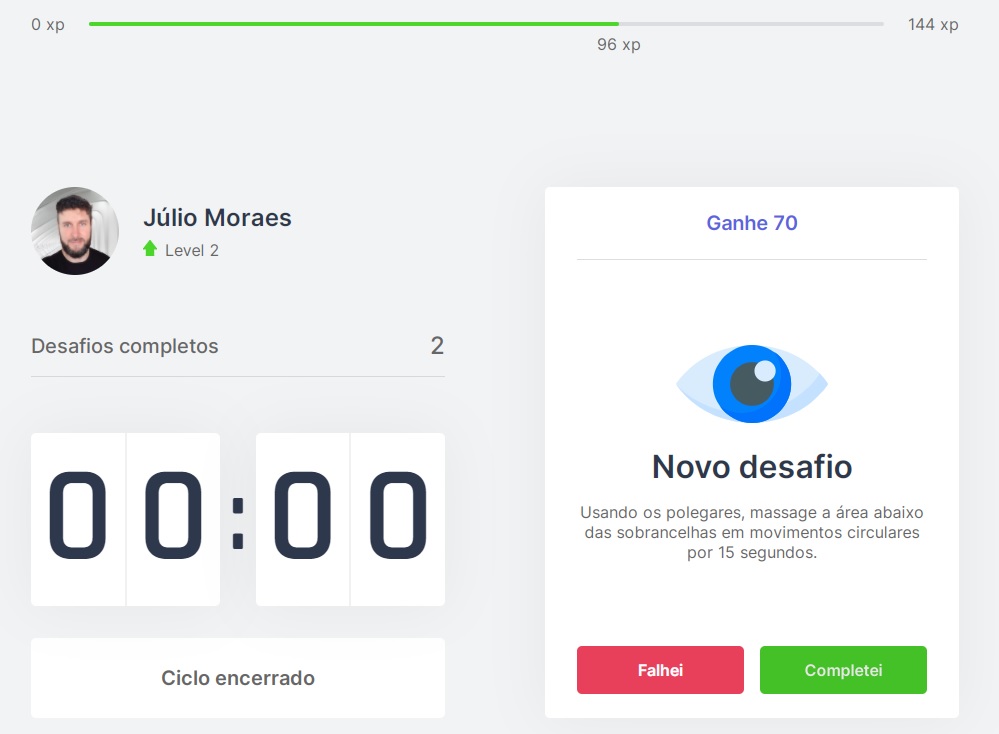 0 xp
144 xp
96 xp
Júlio Moraes
Level 2
Desafios completos
2
00:00
Ciclo encerrado
Ganhe 70
Novo desafio
Usando os polegares, massage a área abaixo
das sobrancelhas em movimentos circulares
por 15 segundos.
Falhei
Completei